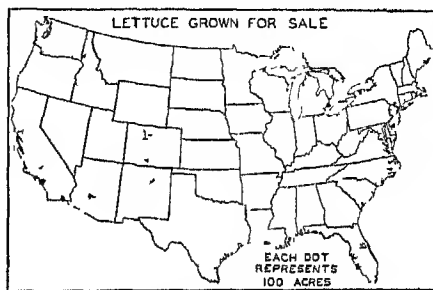 LETTUCE GROWN FOR SALE
EACH DOT
REPRESENTS
100 ACRES